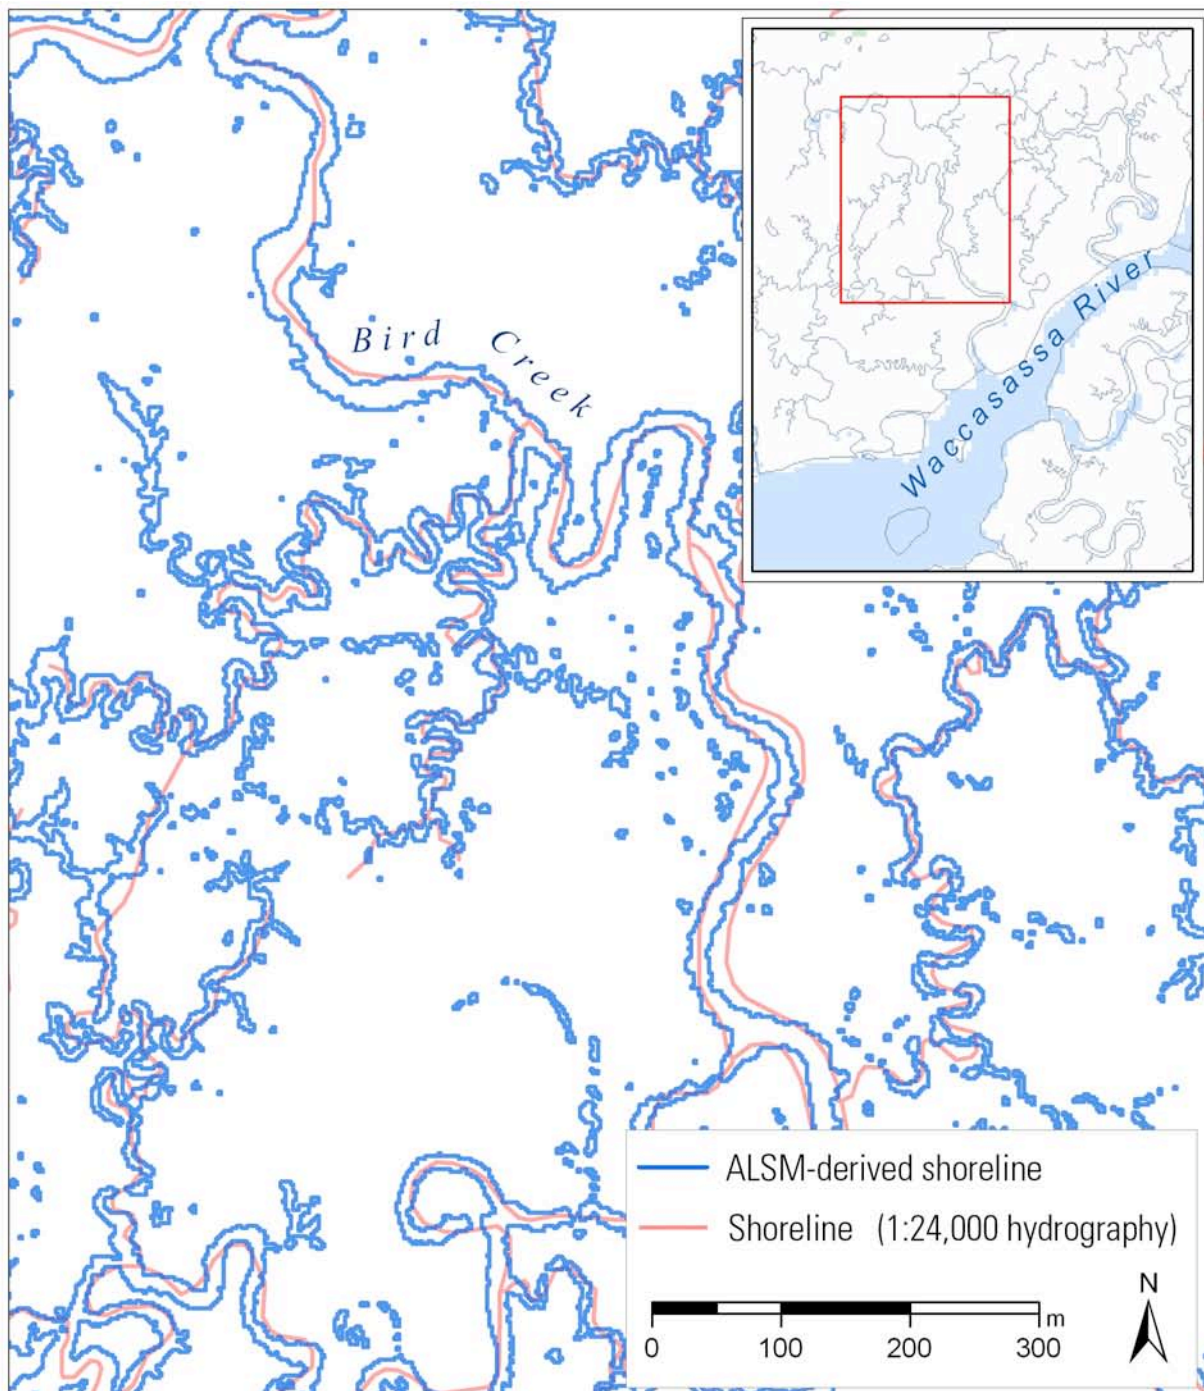 Bird Creek
Waccasassa River
ALSM-derived shoreline
Shoreline (1:24,000 hydrography)
N
m
0 100 200 300